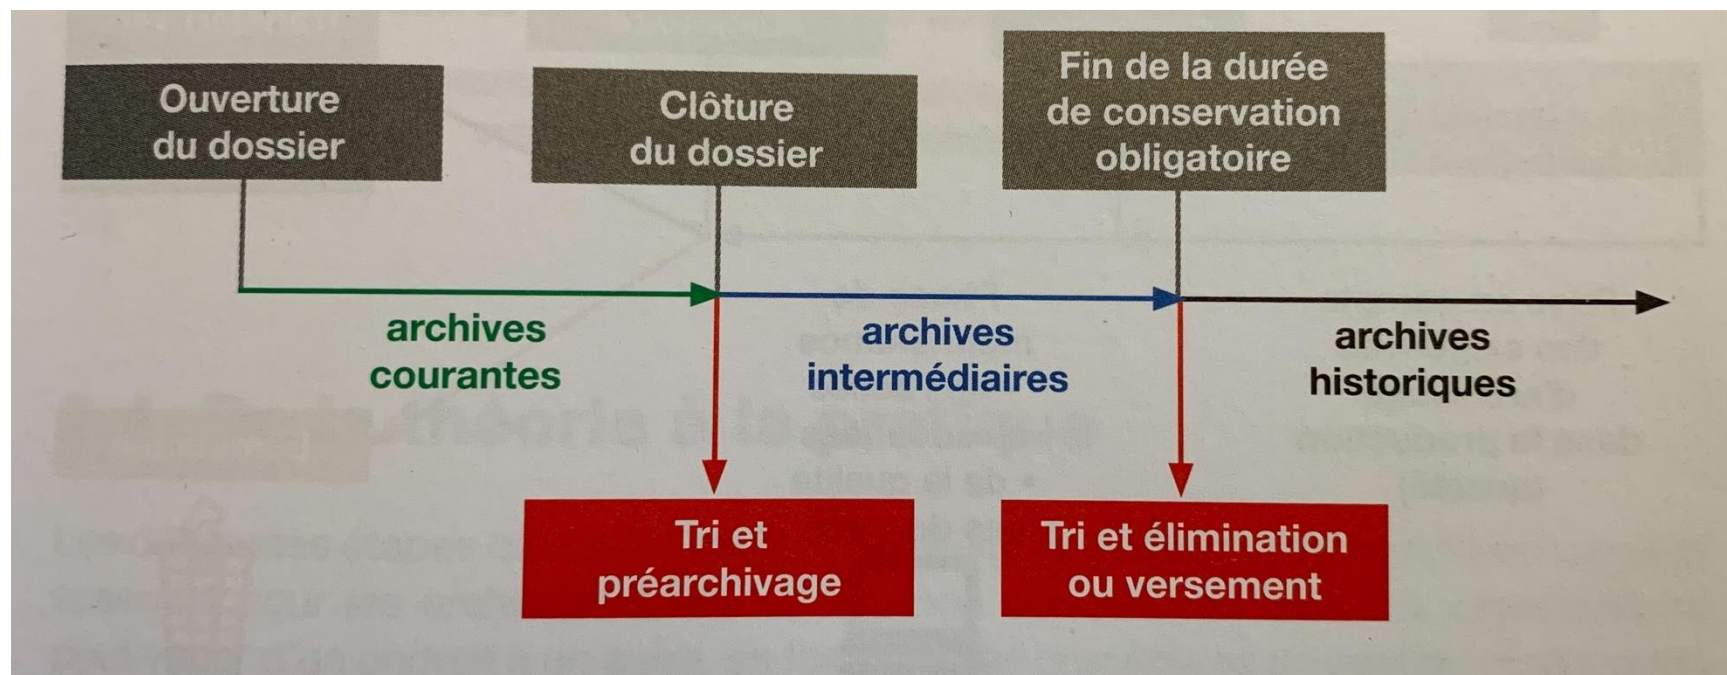 Ouverture
du dossier
Clôture
du dossier
Fin de la durée
de conservation
obligatoire
archives
courantes
archives
intermédiaires
archives
historiques
Tri et
préarchivage
Tri et élimination
ou versement